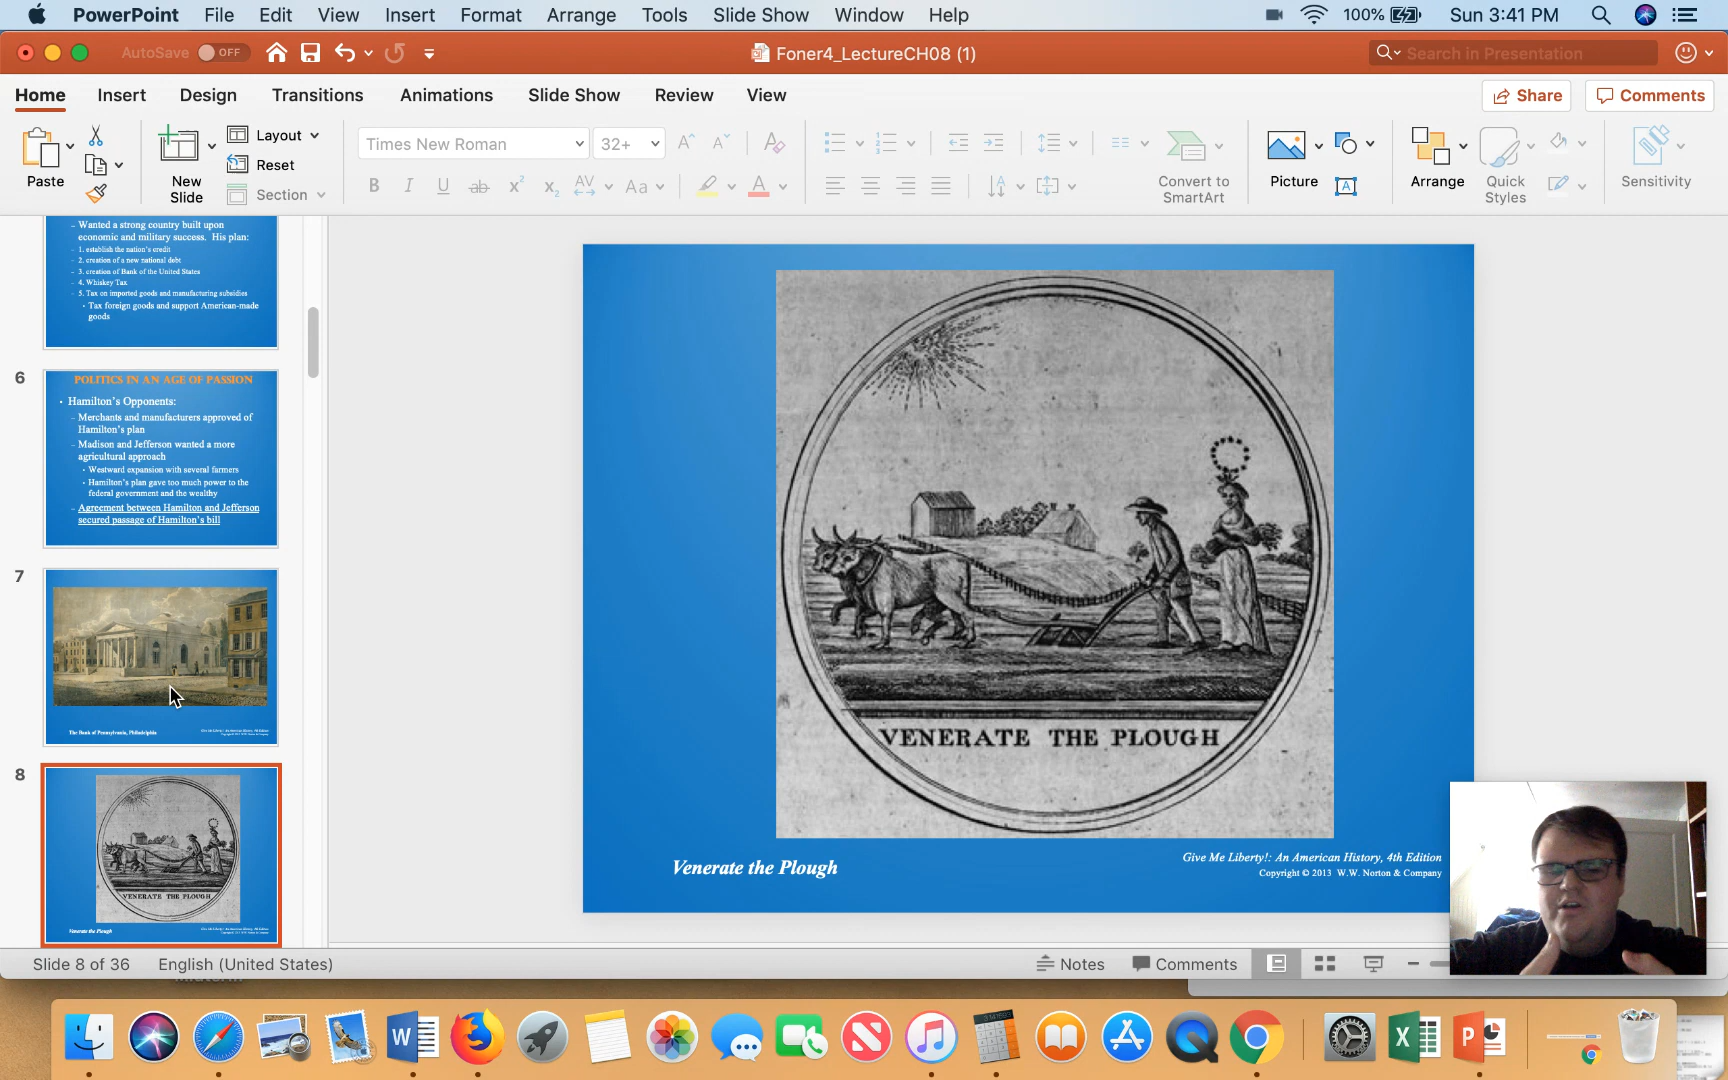 PowerPoint File Edit View Insert Format Arrange Tools Slide Show Window Help 100% Sun 3:41 PM
AutoSave OFF Foner4_LectureCH08 (1) Search in Presentation
Home Insert Design Transitions Animations Slide Show Review View Share Comments
Paste New Slide Layout Reset Section
Times New Roman 32+
B I U ab x² x₂ AV Aa A
Convert to SmartArt
Picture Arrange Quick Styles Sensitivity
– Wanted a strong country built upon
economic and military success. His plan:
– 1. establish the nation's credit
– 2. creation of a new national debt
– 3. creation of Bank of the United States
– 4. Whiskey Tax
– 5. Tax on imported goods and manufacturing subsidies
• Tax foreign goods and support American-made
goods
6
POLITICS IN AN AGE OF PASSION
• Hamilton's Opponents:
– Merchants and manufacturers approved of
Hamilton's plan
– Madison and Jefferson wanted a more
agricultural approach
• Westward expansion with several farmers
• Hamilton's plan gave too much power to the
federal government and the wealthy
– Agreement between Hamilton and Jefferson
secured passage of Hamilton's bill
7
The Bank of Pennsylvania, Philadelphia
8
VENERATE THE PLOUGH
Venerate the Plough
VENERATE THE PLOUGH
Venerate the Plough
Give Me Liberty!: An American History, 4th Edition
Copyright © 2013 W.W. Norton & Company
Slide 8 of 36 English (United States) Notes Comments